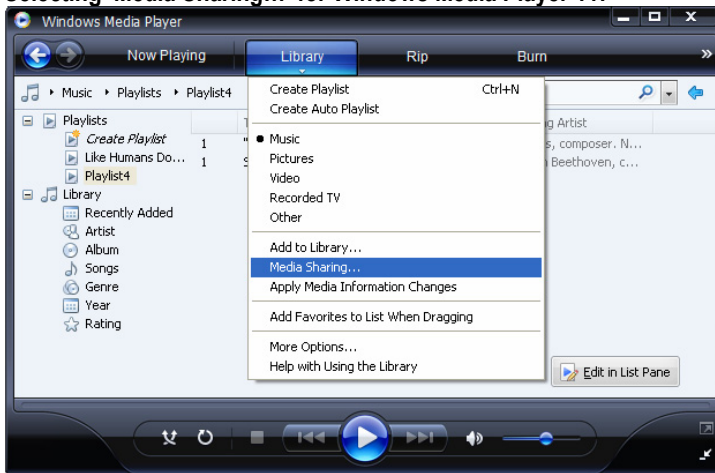 Selecting "Media Sharing..." for Windows Media Player 11:
Windows Media Player
Now Playing
Library
Rip
Burn
»
Music ▸ Playlists ▸ Playlist4
Create Playlist Ctrl+N
Create Auto Playlist
Music
Pictures
Video
Recorded TV
Other
Add to Library...
Media Sharing...
Apply Media Information Changes
Add Favorites to List When Dragging
More Options...
Help with Using the Library
Playlists
Create Playlist
Like Humans Do...
Playlist4
Library
Recently Added
Artist
Album
Songs
Genre
Year
Rating
1
1
Artist
, composer. N...
Beethoven, c...
Edit in List Pane